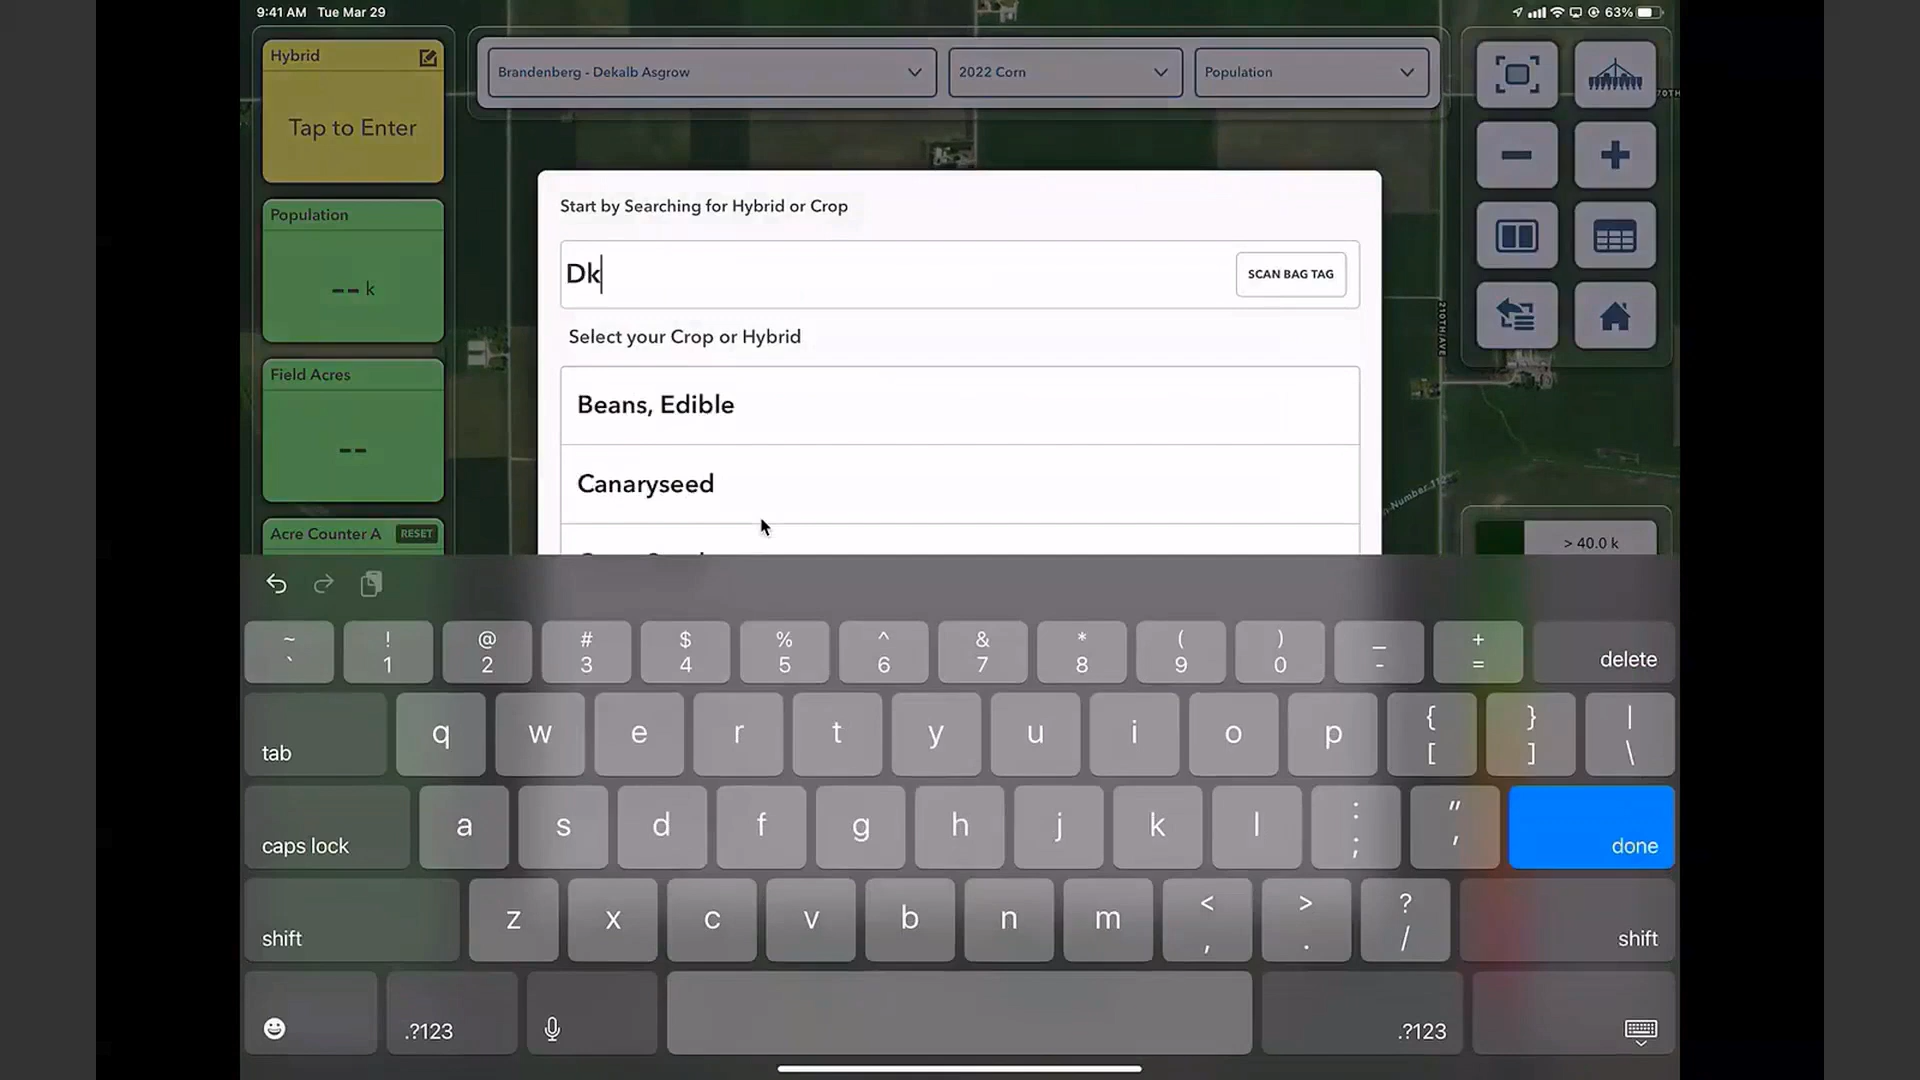 9:41 AM Tue Mar 29
63%
Hybrid
Tap to Enter
Population
-- k
Field Acres
--
Acre Counter A RESET
Brandenberg - Dekalb Asgrow
2022 Corn
Population
70TH
210TH AVE
> 40.0 k
Start by Searching for Hybrid or Crop
Dk
SCAN BAG TAG
Select your Crop or Hybrid
Beans, Edible
Canaryseed
~ ! @ # $ % ^ & * ( ) _ +
` 1 2 3 4 5 6 7 8 9 0 - = delete
tab q w e r t y u i o p { [ } ] | \
caps lock a s d f g h j k l : ; " ' done
shift z x c v b n m < , > . ? / shift
.?123 .?123